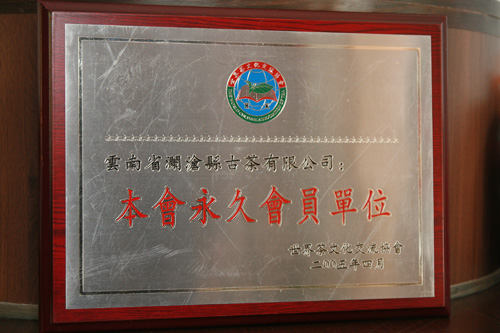 雲南省瀾滄縣古茶有限公司：
本會永久會員單位
世界茶文化交流協會
二00五年四月